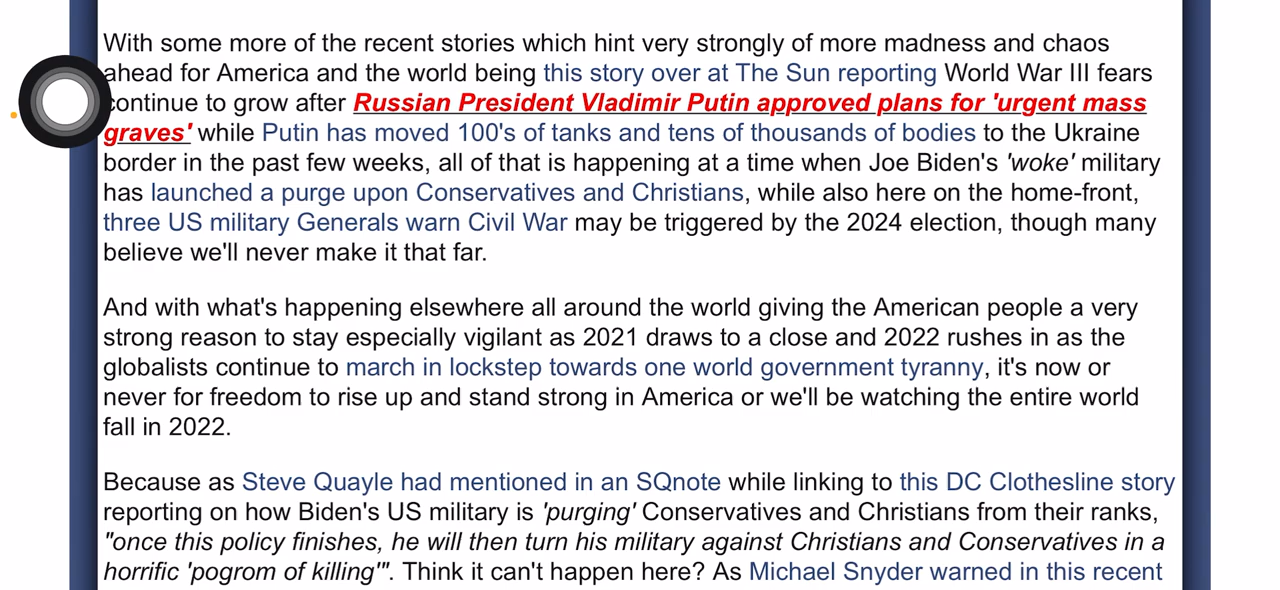 With some more of the recent stories which hint very strongly of more madness and chaos
ahead for America and the world being this story over at The Sun reporting World War III fears
continue to grow after Russian President Vladimir Putin approved plans for 'urgent mass
graves' while Putin has moved 100's of tanks and tens of thousands of bodies to the Ukraine
border in the past few weeks, all of that is happening at a time when Joe Biden's 'woke' military
has launched a purge upon Conservatives and Christians, while also here on the home-front,
three US military Generals warn Civil War may be triggered by the 2024 election, though many
believe we'll never make it that far.
And with what's happening elsewhere all around the world giving the American people a very
strong reason to stay especially vigilant as 2021 draws to a close and 2022 rushes in as the
globalists continue to march in lockstep towards one world government tyranny, it's now or
never for freedom to rise up and stand strong in America or we'll be watching the entire world
fall in 2022.
Because as Steve Quayle had mentioned in an SQnote while linking to this DC Clothesline story
reporting on how Biden's US military is 'purging' Conservatives and Christians from their ranks,
"once this policy finishes, he will then turn his military against Christians and Conservatives in a
horrific 'pogrom of killing'". Think it can't happen here? As Michael Snyder warned in this recent